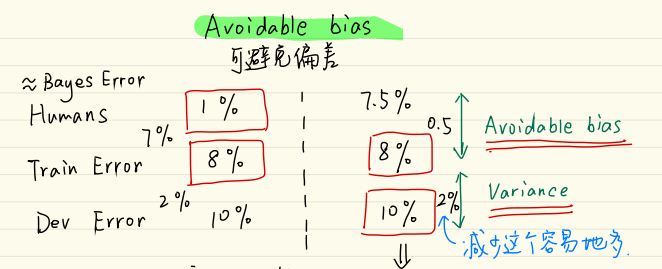 Avoidable bias
可避免偏差
≈ Bayes Error
Humans 1% 7.5%
7% 0.5 Avoidable bias
Train Error 8% 8%
2% 2% Variance
Dev Error 10% 10%
减少这个容易地多.